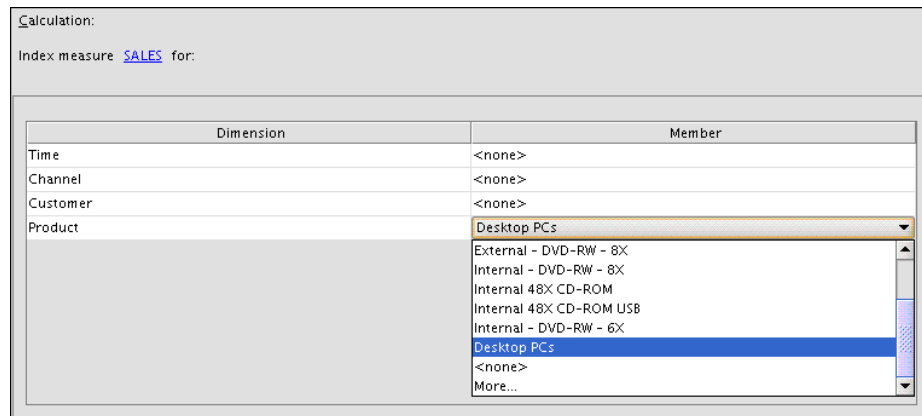 Calculation:
Index measure SALES for:
Dimension Member
Time <none>
Channel <none>
Customer <none>
Product Desktop PCs
External - DVD-RW - 8X
Internal - DVD-RW - 8X
Internal 48X CD-ROM
Internal 48X CD-ROM USB
Internal - DVD-RW - 6X
Desktop PCs
<none>
More...